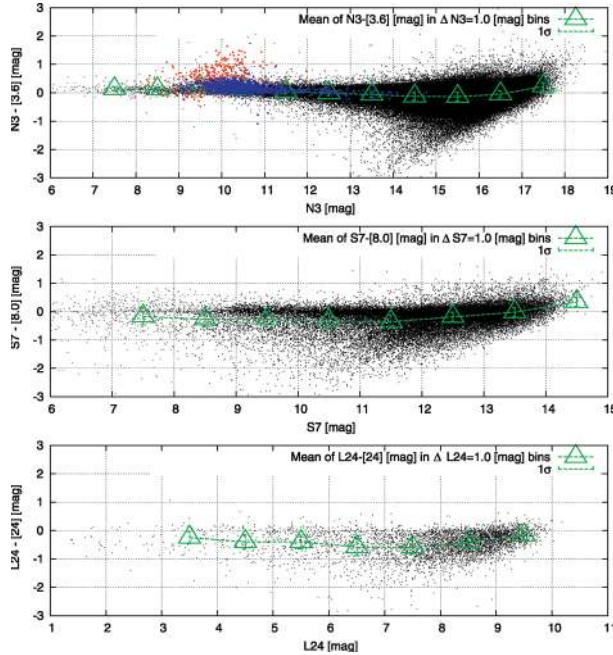 Mean of N3-[3.6] [mag] in Δ N3=1.0 [mag] bins
1σ
N3 - [3.6] [mag]
3
2
1
0
-1
-2
-3
6 7 8 9 10 11 12 13 14 15 16 17 18 19
N3 [mag]
Mean of S7-[8.0] [mag] in Δ S7=1.0 [mag] bins
1σ
S7 - [8.0] [mag]
3
2
1
0
-1
-2
-3
6 7 8 9 10 11 12 13 14 15
S7 [mag]
Mean of L24-[24] [mag] in Δ L24=1.0 [mag] bins
1σ
L24 - [24] [mag]
3
2
1
0
-1
-2
-3
1 2 3 4 5 6 7 8 9 10 11
L24 [mag]